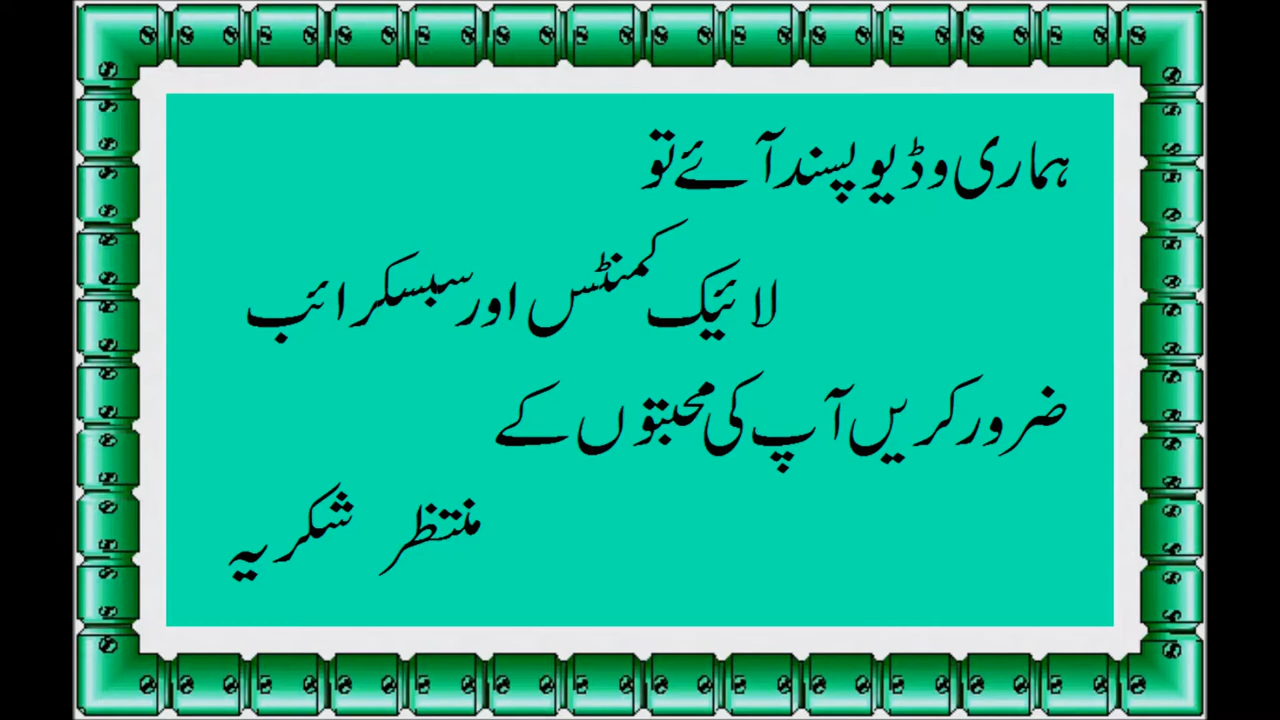 ہماری وڈیو پسند آئے تو
لائیک کمنٹس اور سبسکرائب
ضرور کریں آپ کی محبتوں کے
منتظر شکریہ